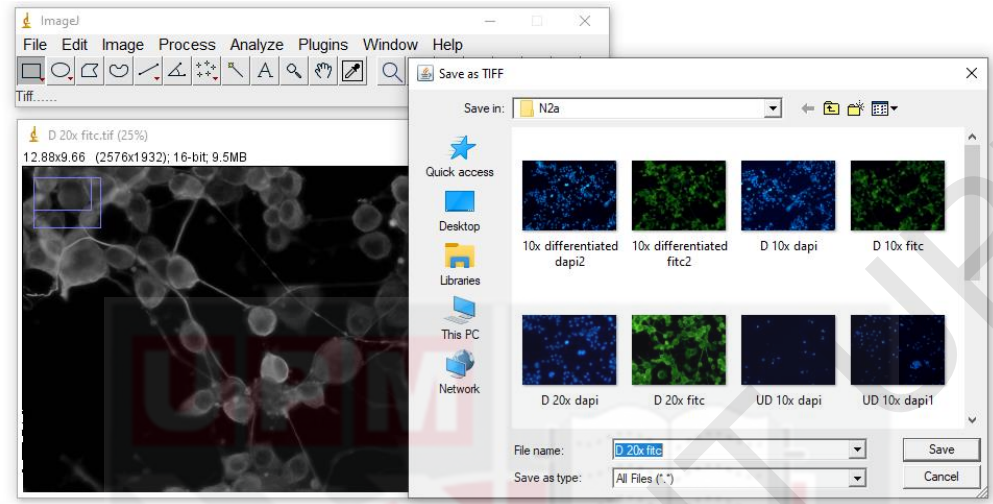 ImageJ
File Edit Image Process Analyze Plugins Window Help
A
Tiff......
D 20x fitc.tif (25%)
12.88x9.66 (2576x1932); 16-bit; 9.5MB
Save as TIFF
Save in: N2a
Quick access
Desktop
Libraries
This PC
Network
10x differentiated dapi2
10x differentiated fitc2
D 10x dapi
D 10x fitc
D 20x dapi
D 20x fitc
UD 10x dapi
UD 10x dapi1
File name: D 20x fitc
Save
Save as type: All Files (*.*)
Cancel
UPM